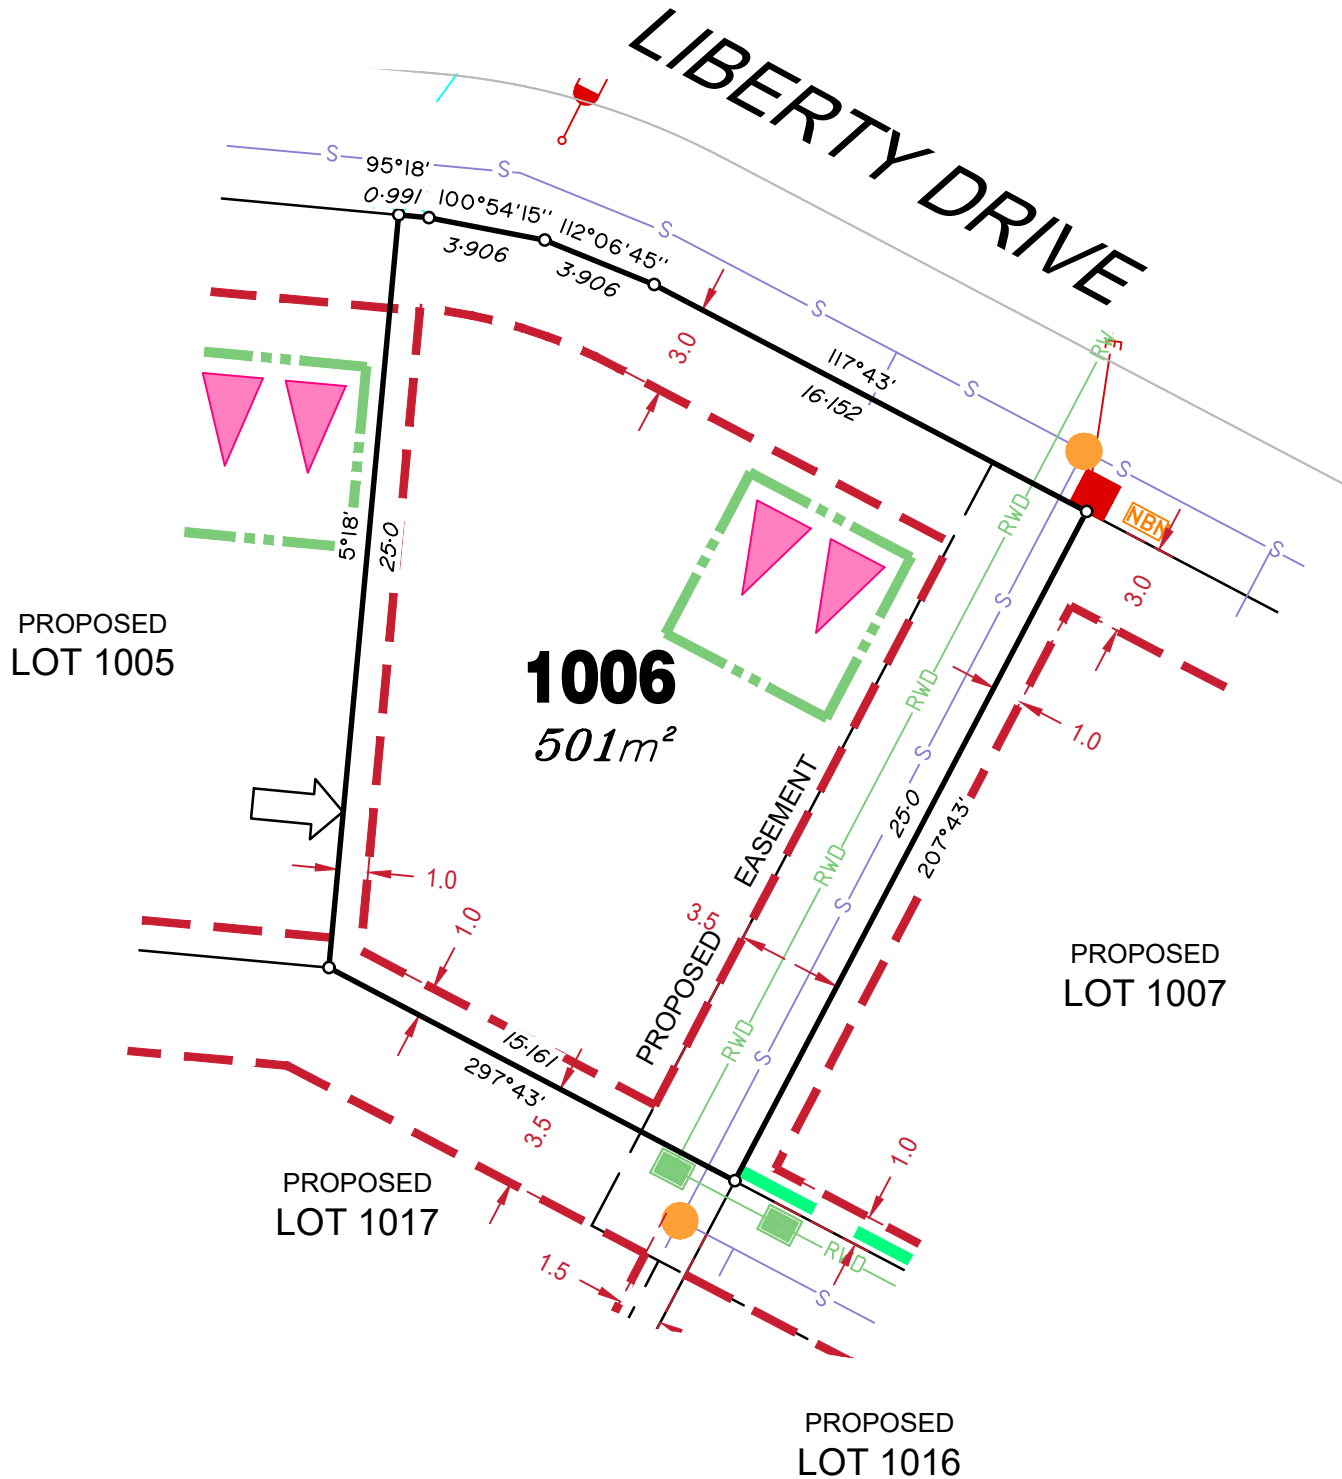 LIBERTY DRIVE
S
S
95°18'
0·991
100°54'15"
112°06'45"
3·906
3·906
S
S
3.0
117°43'
16·152
RW
E
S
S
NBN
S
RWD
5°18'
25·0
3.0
S
PROPOSED
LOT 1005
1006
501m²
RWD
1.0
S
EASEMENT
25·0
207°43'
RWD
1.0
1.0
3.5
S
PROPOSED
PROPOSED
LOT 1007
RWD
S
15·161
297°43'
3.5
1.0
PROPOSED
LOT 1017
RWD
1.5
S
PROPOSED
LOT 1016